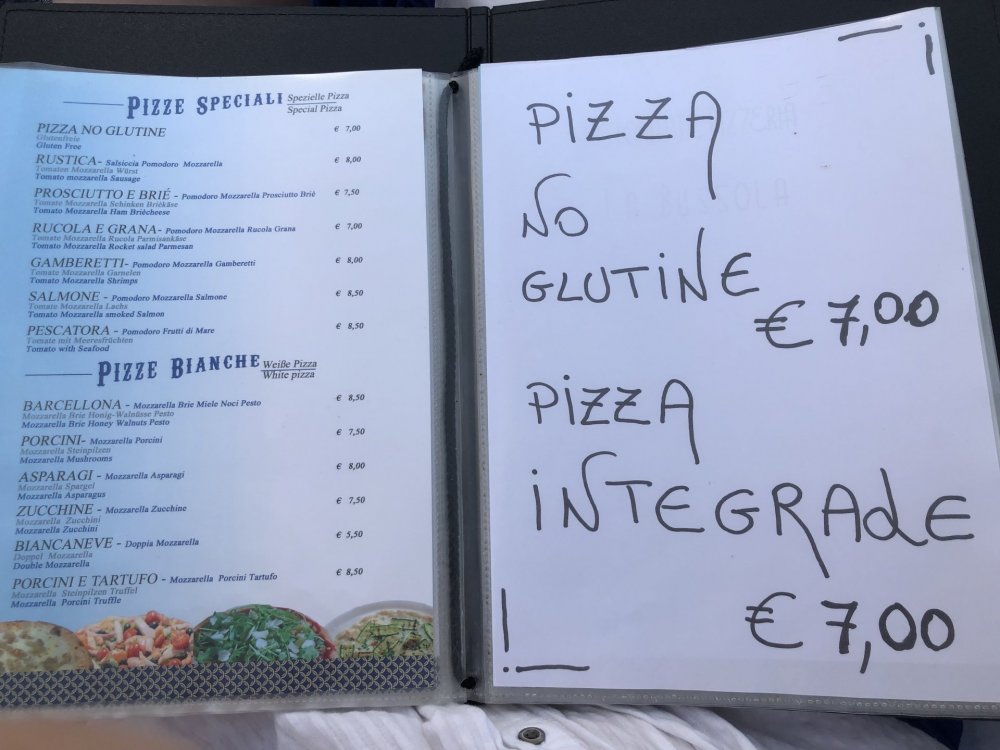 PIZZE SPECIALI Spezielle Pizza
Special Pizza
PIZZA NO GLUTINE € 7,00
Glutenfreie
Gluten Free
RUSTICA- Salsiccia Pomodoro Mozzarella € 8,00
Tomaten Mozzarella Würst
Tomato mozzarella Sausage
PROSCIUTTO E BRIÉ - Pomodoro Mozzarella Prosciutto Briè € 7,50
Tomate Mozzarella Schinken Briékäse
Tomato Mozzarella Ham Briècheese
RUCOLA E GRANA- Pomodoro Mozzarella Rucola Grana € 7,00
Tomate Mozzarella Rucola Parmisankäse
Tomato Mozzarella Rocket salad Parmesan
GAMBERETTI- Pomodoro Mozzarella Gamberetti € 8,00
Tomate Mozzarella Garnelen
Tomato Mozzarella Shrimps
SALMONE - Pomodoro Mozzarella Salmone € 8,50
Tomate Mozzarella Lachs
Tomato Mozzarella smoked Salmon
PESCATORA - Pomodoro Frutti di Mare € 8,50
Tomate mit Meeresfrüchten
Tomato with Seafood
PIZZE BIANCHE Weiße Pizza
White pizza
BARCELLONA - Mozzarella Brie Miele Noci Pesto € 8,50
Mozzarella Brie Honig-Walnüsse Pesto
Mozzarella Brie Honey Walnuts Pesto
PORCINI- Mozzarella Porcini € 7,50
Mozzarella Steinpilzen
Mozzarella Mushrooms
ASPARAGI - Mozzarella Asparagi € 8,00
Mozzarella Spargel
Mozzarella Asparagus
ZUCCHINE - Mozzarella Zucchine € 7,50
Mozzarella Zucchini
Mozzarella Zucchini
BIANCANEVE - Doppia Mozzarella € 5,50
Doppel Mozzarella
Double Mozzarella
PORCINI E TARTUFO - Mozzarella Porcini Tartufo € 8,50
Mozzarella Steinpilzen Truffel
Mozzarella Porcini Truffle
PIZZA
NO
GLUTINE
€ 7,00
PIZZA
INTEGRALE
€ 7,00